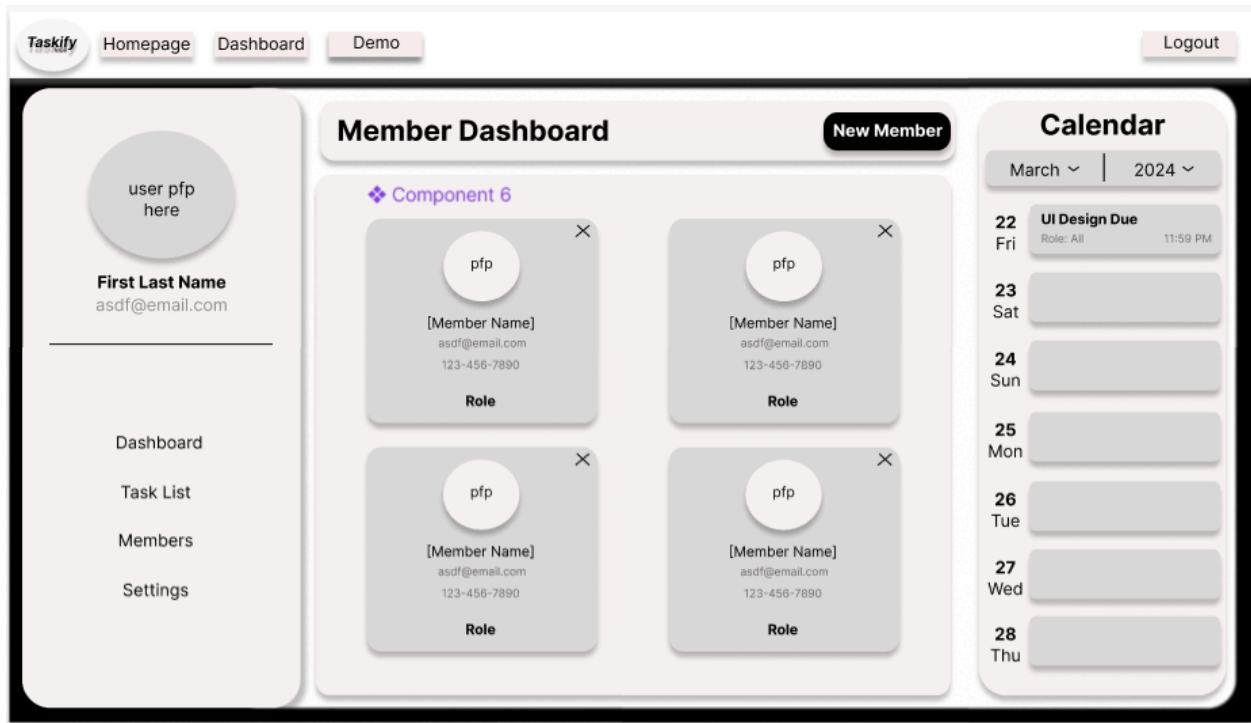 Taskify
Homepage
Dashboard
Demo
Logout
user pfp
here
First Last Name
asdf@email.com
Dashboard
Task List
Members
Settings
Member Dashboard
New Member
Component 6
pfp
[Member Name]
asdf@email.com
123-456-7890
Role
pfp
[Member Name]
asdf@email.com
123-456-7890
Role
pfp
[Member Name]
asdf@email.com
123-456-7890
Role
pfp
[Member Name]
asdf@email.com
123-456-7890
Role
Calendar
March
2024
22
Fri
UI Design Due
Role: All 11:59 PM
23
Sat
24
Sun
25
Mon
26
Tue
27
Wed
28
Thu